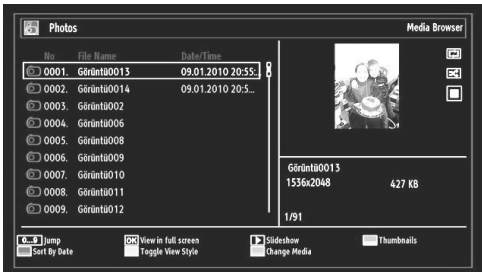 Photos Media Browser
No File Name Date/Time
0001. Görüntü0013 09.01.2010 20:55:.
0002. Görüntü0014 09.01.2010 20:5...
0003. Görüntü002
0004. Görüntü006
0005. Görüntü008
0006. Görüntü009
0007. Görüntü010
0008. Görüntü011
0009. Görüntü012
Görüntü0013
1536x2048 427 KB
1/91
0...9 Jump OK View in full screen Slideshow Thumbnails
Sort By Date Toggle View Style Change Media